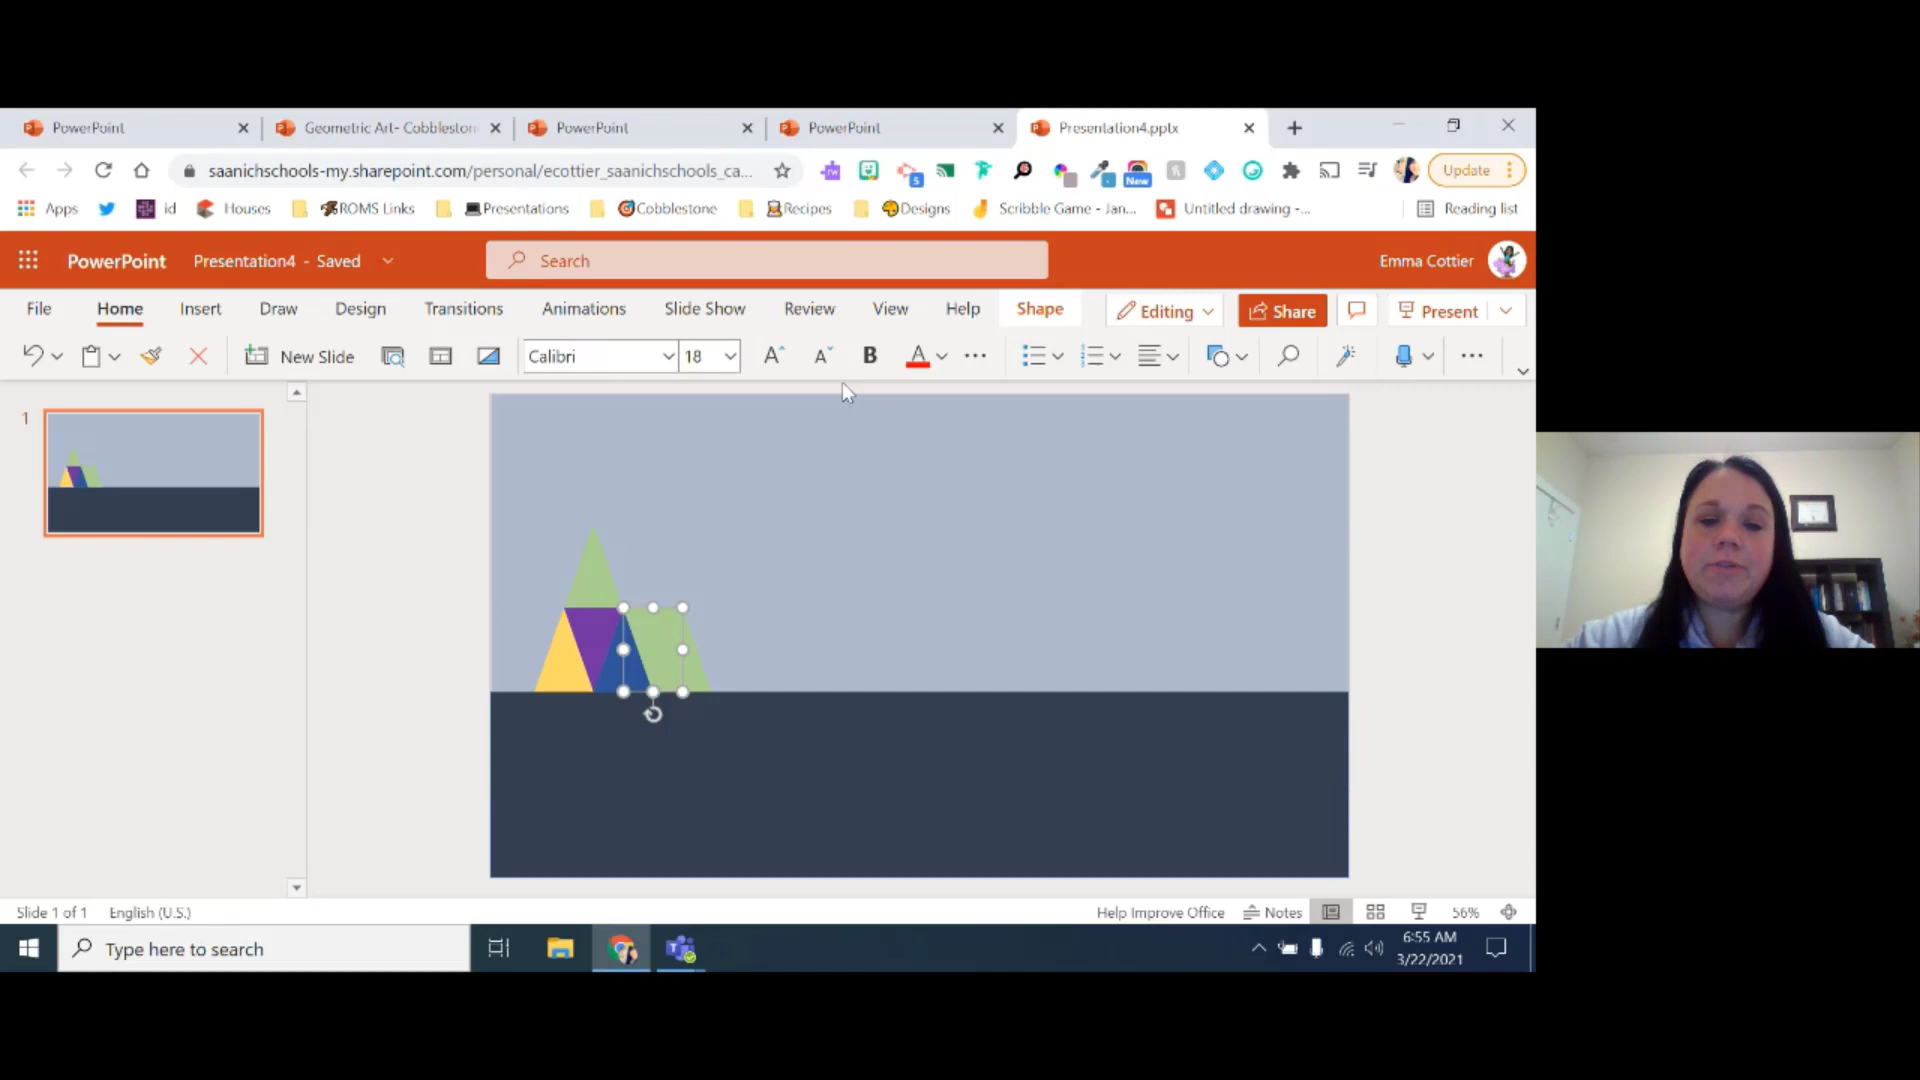 PowerPoint
Geometric Art- Cobbleston
PowerPoint
PowerPoint
Presentation4.pptx
saanichschools-my.sharepoint.com/personal/ecottier_saanichschools_ca...
5
New
Update
Apps
id
Houses
ROMS Links
Presentations
Cobblestone
Recipes
Designs
Scribble Game - Jan...
Untitled drawing -...
Reading list
PowerPoint
Presentation4 - Saved
Search
Emma Cottier
File
Home
Insert
Draw
Design
Transitions
Animations
Slide Show
Review
View
Help
Shape
Editing
Share
Present
New Slide
Calibri
18
A
A
B
A
1
Slide 1 of 1
English (U.S.)
Help Improve Office
Notes
56%
Type here to search
6:55 AM
3/22/2021